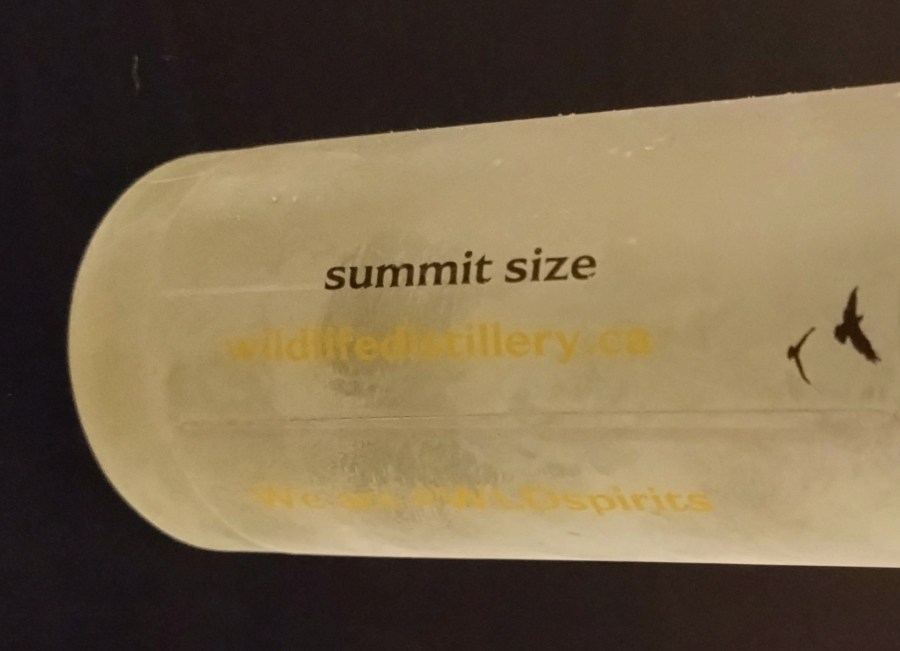 summit size
wildlifedistillery.ca
We are #WLDspirits